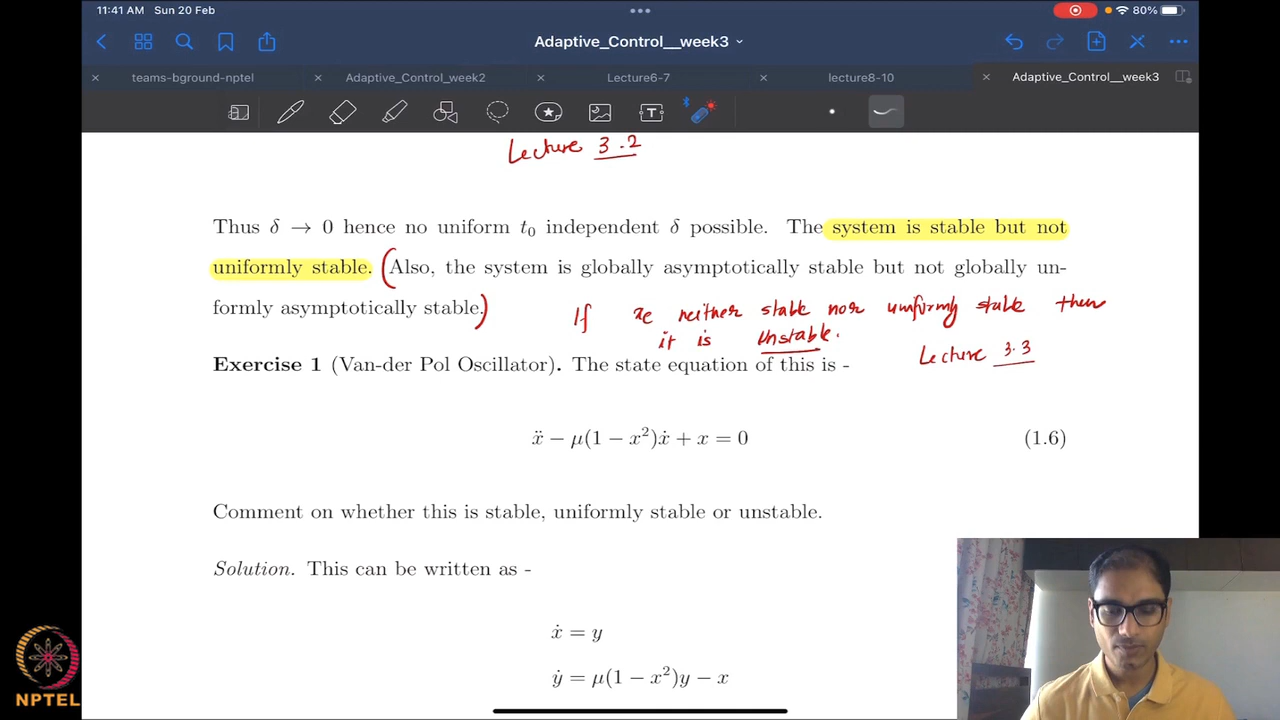 11:41 AM Sun 20 Feb
80%
Adaptive_Control__week3
teams-bground-nptel
Adaptive_Control_week2
Lecture6-7
lecture8-10
Adaptive_Control__week3
Lecture 3.2
Thus δ → 0 hence no uniform t₀ independent δ possible. The system is stable but not
uniformly stable. (Also, the system is globally asymptotically stable but not globally un-
formly asymptotically stable.)
If xe neither stable nor uniformly stable then
it is Unstable.
Lecture 3.3
Exercise 1 (Van-der Pol Oscillator). The state equation of this is -
ẍ − μ(1 − x²)ẋ + x = 0 (1.6)
Comment on whether this is stable, uniformly stable or unstable.
Solution. This can be written as -
ẋ = y
ẏ = μ(1 − x²)y − x
NPTEL